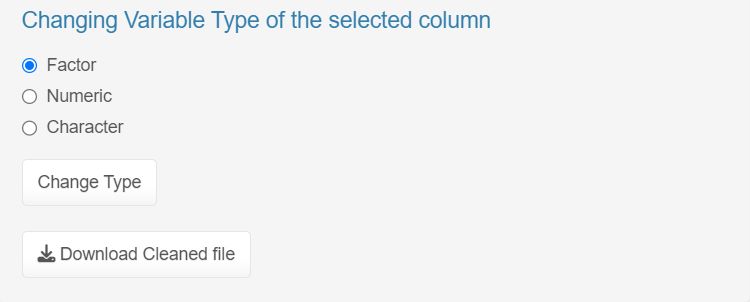 Changing Variable Type of the selected column
Factor
Numeric
Character
Change Type
Download Cleaned file